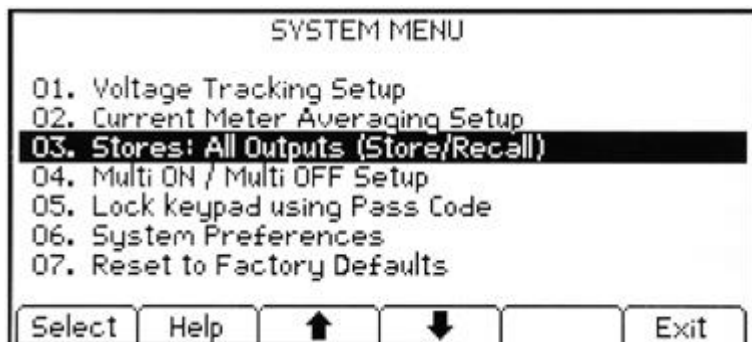 SYSTEM MENU
01. Voltage Tracking Setup
02. Current Meter Averaging Setup
03. Stores: All Outputs (Store/Recall)
04. Multi ON / Multi OFF Setup
05. Lock keypad using Pass Code
06. System Preferences
07. Reset to Factory Defaults
Select Help ↑ ↓ Exit